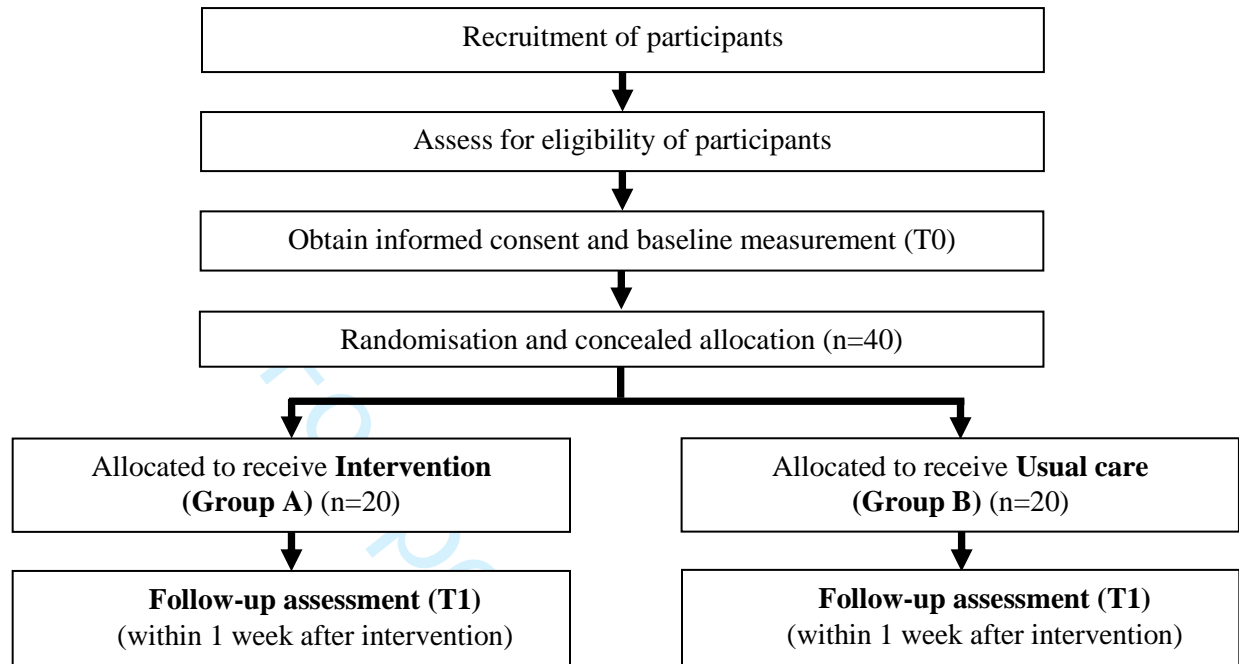 Recruitment of participants
Assess for eligibility of participants
Obtain informed consent and baseline measurement (T0)
Randomisation and concealed allocation (n=40)
Allocated to receive Intervention
(Group A) (n=20)
Allocated to receive Usual care
(Group B) (n=20)
Follow-up assessment (T1)
(within 1 week after intervention)
Follow-up assessment (T1)
(within 1 week after intervention)